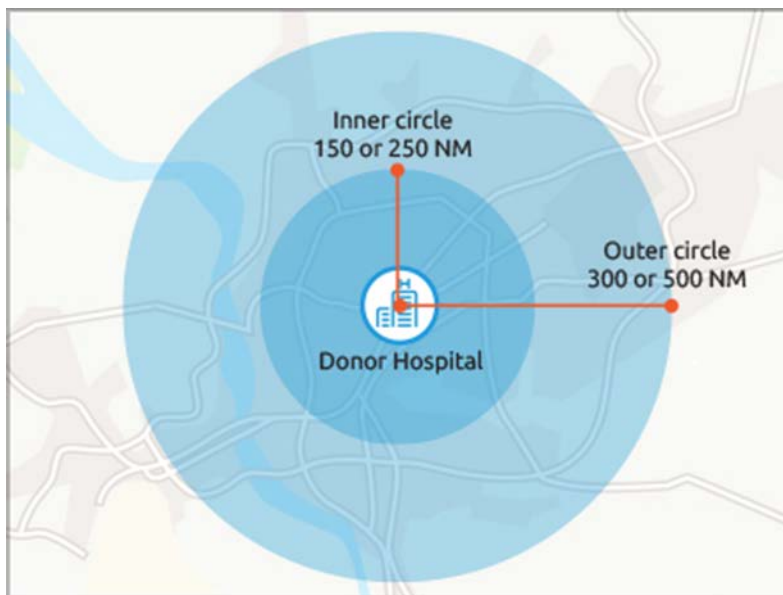 Inner circle
150 or 250 NM
Outer circle
300 or 500 NM
Donor Hospital